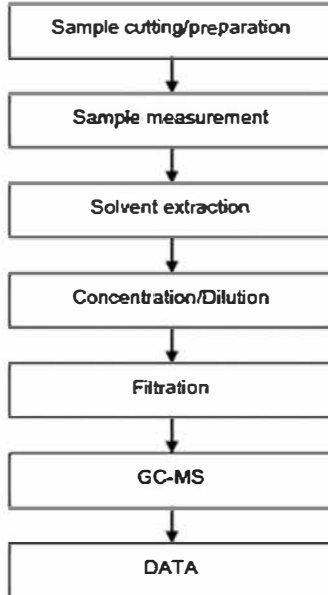 Sample cutting/preparation
Sample measurement
Solvent extraction
Concentration/Dilution
Filtration
GC-MS
DATA